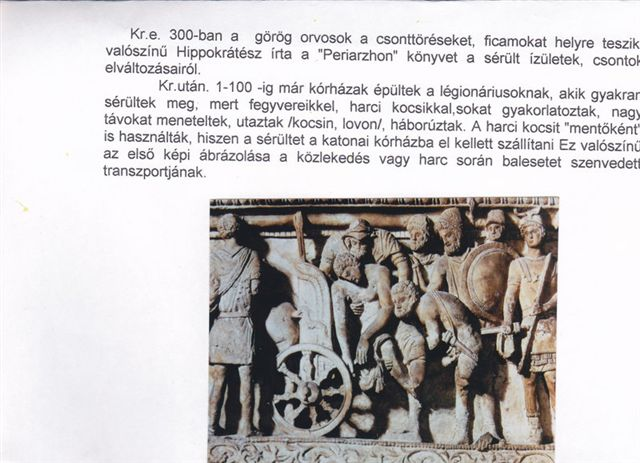 Kr.e. 300-ban a görög orvosok a csonttöréseket, ficamokat helyre teszik
valószínű Hippokrátész írta a "Periarzhon" könyvet a sérült ízületek, csontok
elváltozásairól.
Kr.után. 1-100 -ig már kórházak épültek a légionáriusoknak, akik gyakran
sérültek meg, mert fegyvereikkel, harci kocsikkal,sokat gyakorlatoztak, nagy
távokat meneteltek, utaztak /kocsin, lovon/, háborúztak. A harci kocsit "mentőként"
is használták, hiszen a sérültet a katonai kórházba el kellett szállítani Ez valószínű
az első képi ábrázolása a közlekedés vagy harc során balesetet szenvedett
transzportjának.